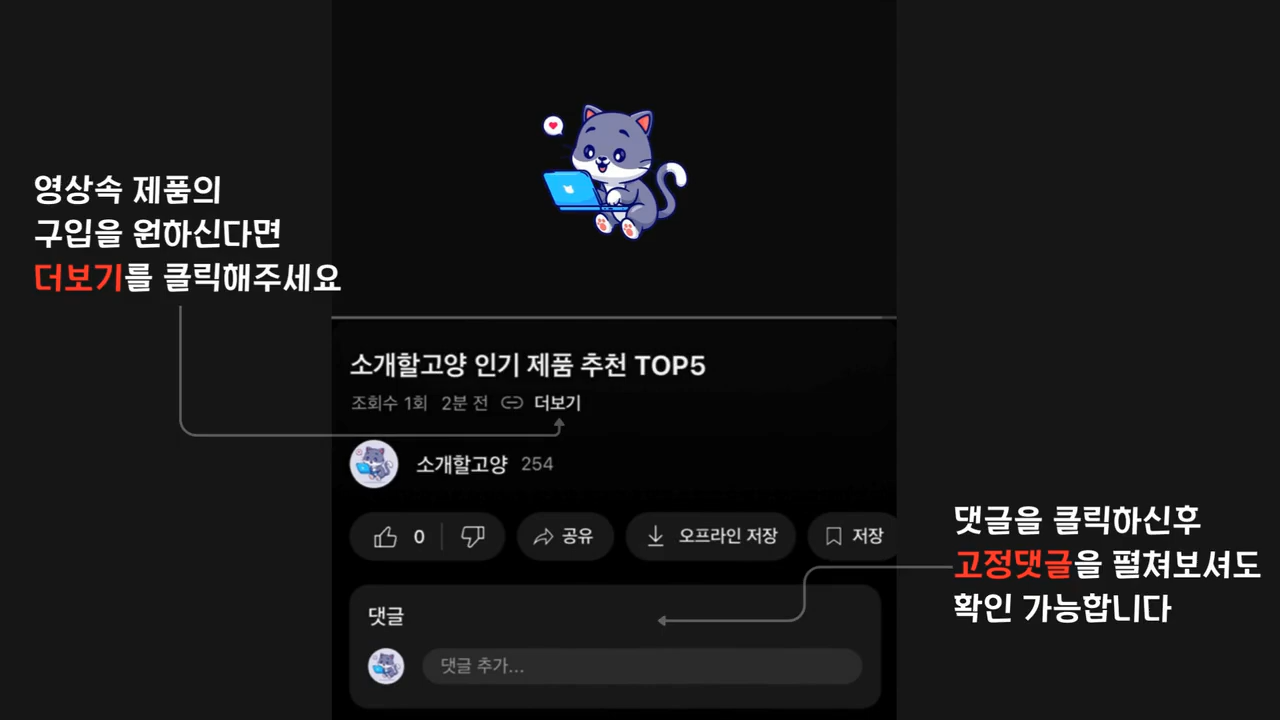 영상속 제품의
구입을 원하신다면
더보기를 클릭해주세요
소개할고양 인기 제품 추천 TOP5
조회수 1회 2분 전 더보기
소개할고양 254
0
공유
오프라인 저장
저장
댓글을 클릭하신후
고정댓글을 펼쳐보셔도
확인 가능합니다
댓글
댓글 추가...